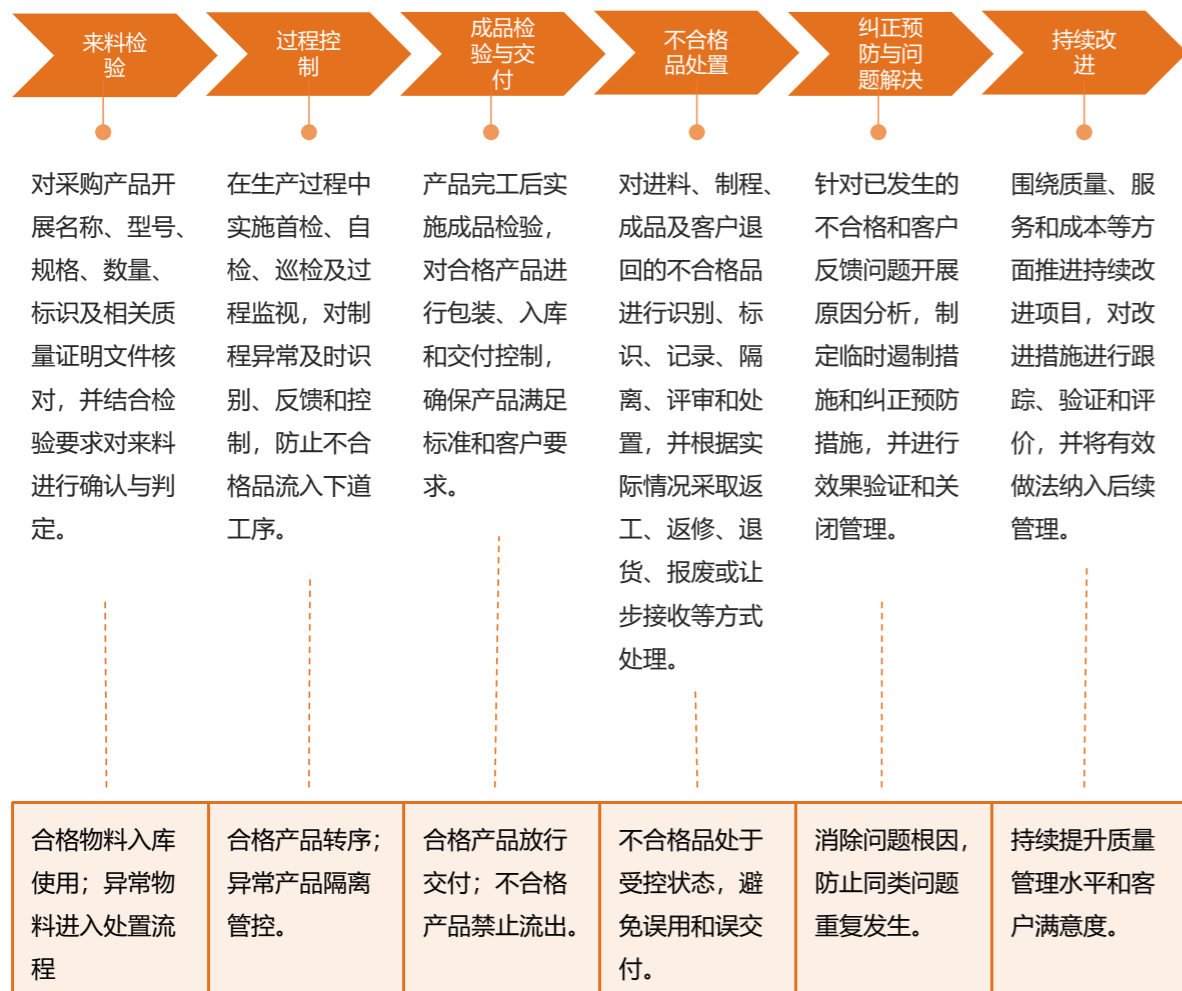 来料检
验
过程控
制
成品检
验与交
付
不合格
品处置
纠正预
防与问
题解决
持续改
进
对采购产品开
展名称、型号、
规格、数量、
标识及相关质
量证明文件核
对，并结合检
验要求对来料
进行确认与判
定。
在生产过程中
实施首检、自
检、巡检及过
程监视，对制
程异常及时识
别、反馈和控
制，防止不合
格品流入下道
工序。
产品完工后实
施成品检验，
对合格产品进
行包装、入库
和交付控制，
确保产品满足
标准和客户要
求。
对进料、制程、
成品及客户退
回的不合格品
进行识别、标
识、记录、隔
离、评审和处
置，并根据实
际情况采取返
工、返修、退
货、报废或让
步接收等方式
处理。
针对已发生的
不合格和客户
反馈问题开展
原因分析，制
定临时遏制措
施和纠正预防
措施，并进行
效果验证和关
闭管理。
围绕质量、服
务和成本等方
面推进持续改
进项目，对改
进措施进行跟
踪、验证和评
价，并将有效
做法纳入后续
管理。
合格物料入库
使用；异常物
料进入处置流
程
合格产品转序；
异常产品隔离
管控。
合格产品放行
交付；不合格
产品禁止流出。
不合格品处于
受控状态，避
免误用和误交
付。
消除问题根因，
防止同类问题
重复发生。
持续提升质量
管理水平和客
户满意度。